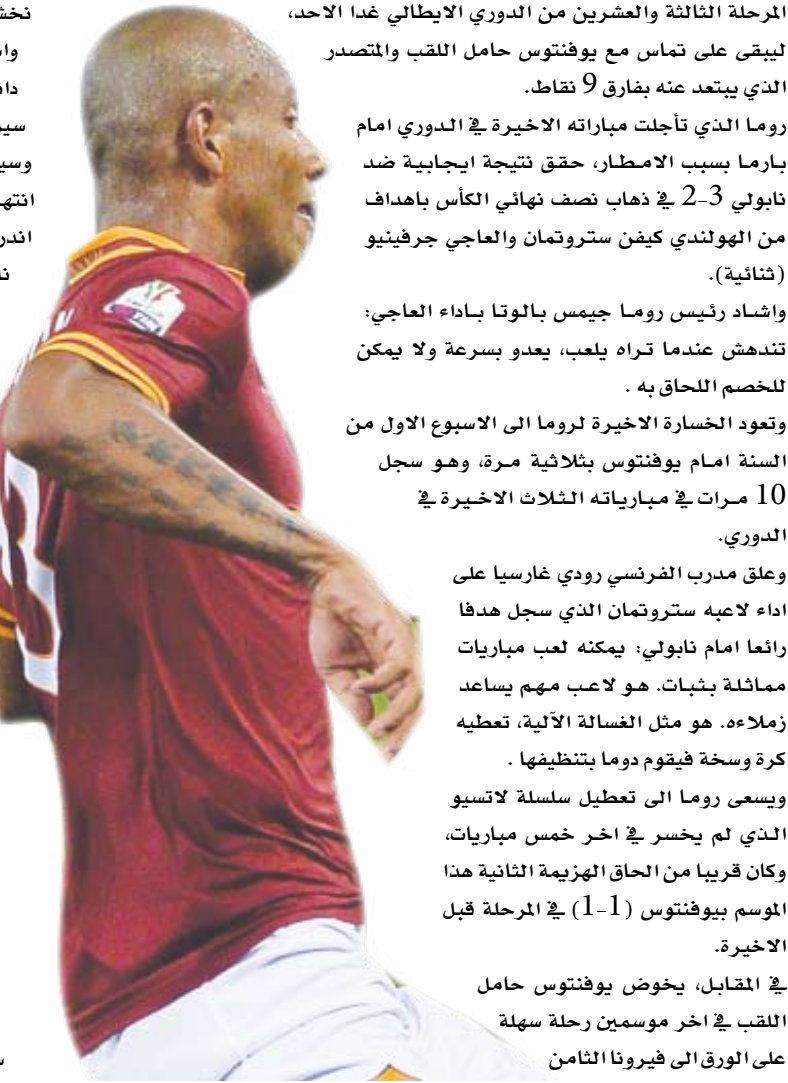 المرحلة الثالثة والعشرين من الدوري الايطالي غدا الاحد،
ليبقى على تماس مع يوفنتوس حامل اللقب والمتصدر
الذي يبتعد عنه بفارق 9 نقاط.
روما الذي تأجلت مباراته الاخيرة في الدوري امام
بارما بسبب الامطار، حقق نتيجة ايجابية ضد
نابولي 3-2 في ذهاب نصف نهائي الكأس باهداف
من الهولندي كيفن ستروتمان والعاجي جرفينيو
(ثنائية).
واشاد رئيس روما جيمس بالوتا باداء العاجي:
تندهش عندما تراه يلعب، يعدو بسرعة ولا يمكن
للخصم اللحاق به .
وتعود الخسارة الاخيرة لروما الى الاسبوع الاول من
السنة امام يوفنتوس بثلاثية مرة، وهو سجل
10 مرات في مبارياته الثلاث الاخيرة في
الدوري.
وعلق مدرب الفرنسي رودي غارسيا على
اداء لاعبه ستروتمان الذي سجل هدفا
رائعا امام نابولي: يمكنه لعب مباريات
مماثلة بثبات. هو لاعب مهم يساعد
زملاءه. هو مثل الغسالة الآلية، تعطيه
كرة وسخة فيقوم دوما بتنظيفها .
ويسعى روما الى تعطيل سلسلة لاتسيو
الذي لم يخسر في اخر خمس مباريات،
وكان قريبا من الحاق الهزيمة الثانية هذا
الموسم بيوفنتوس (1-1) في المرحلة قبل
الاخيرة.
في المقابل، يخوض يوفنتوس حامل
اللقب في اخر موسمين رحلة سهلة
على الورق الى فيرونا الثامن